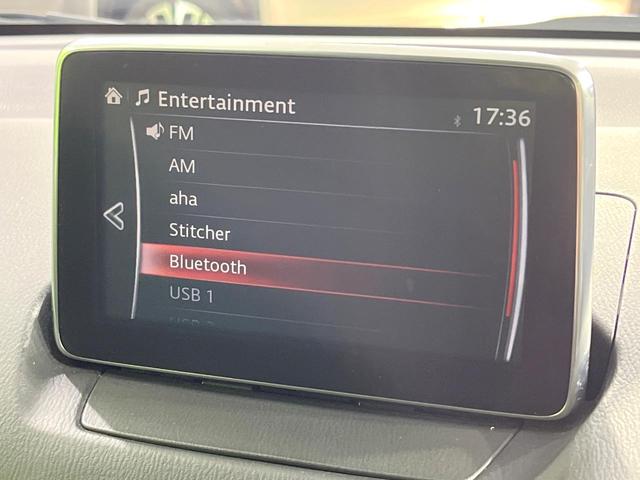 Entertainment
17:36
FM
AM
aha
Stitcher
Bluetooth
USB 1